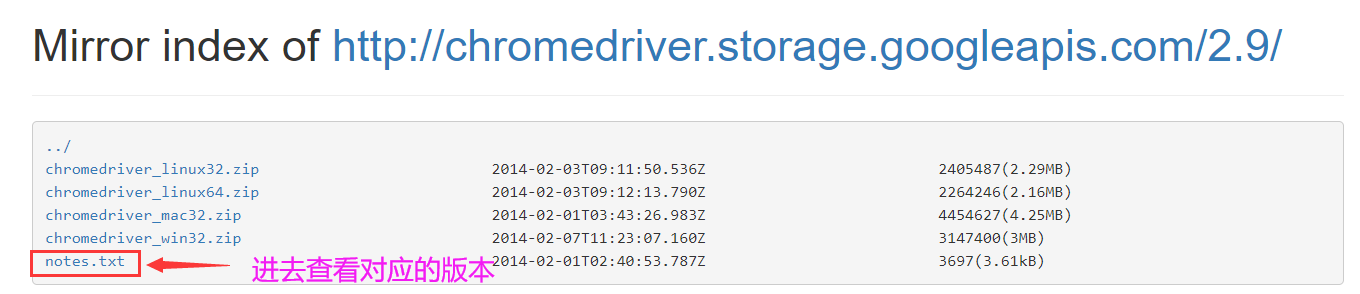 Mirror index of http://chromedriver.storage.googleapis.com/2.9/
../
chromedriver_linux32.zip 2014-02-03T09:11:50.536Z 2405487(2.29MB)
chromedriver_linux64.zip 2014-02-03T09:12:13.790Z 2264246(2.16MB)
chromedriver_mac32.zip 2014-02-01T03:43:26.983Z 4454627(4.25MB)
chromedriver_win32.zip 2014-02-07T11:23:07.160Z 3147400(3MB)
notes.txt 进去查看对应的版本 2014-02-01T02:40:53.787Z 3697(3.61kB)